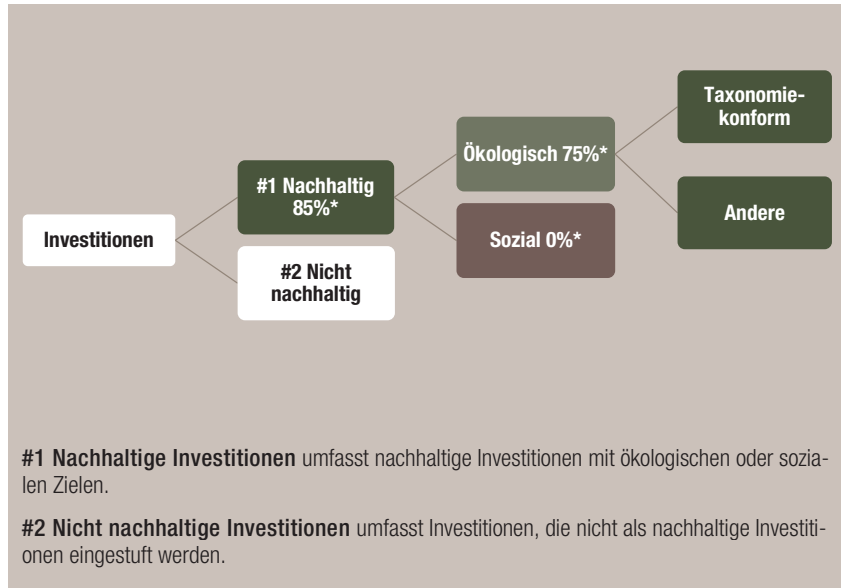 Taxonomie-
konform
Ökologisch 75%*
#1 Nachhaltig
85%*
Andere
Investitionen
Sozial 0%*
#2 Nicht
nachhaltig
#1 Nachhaltige Investitionen umfasst nachhaltige Investitionen mit ökologischen oder sozia-
len Zielen.
#2 Nicht nachhaltige Investitionen umfasst Investitionen, die nicht als nachhaltige Investiti-
onen eingestuft werden.